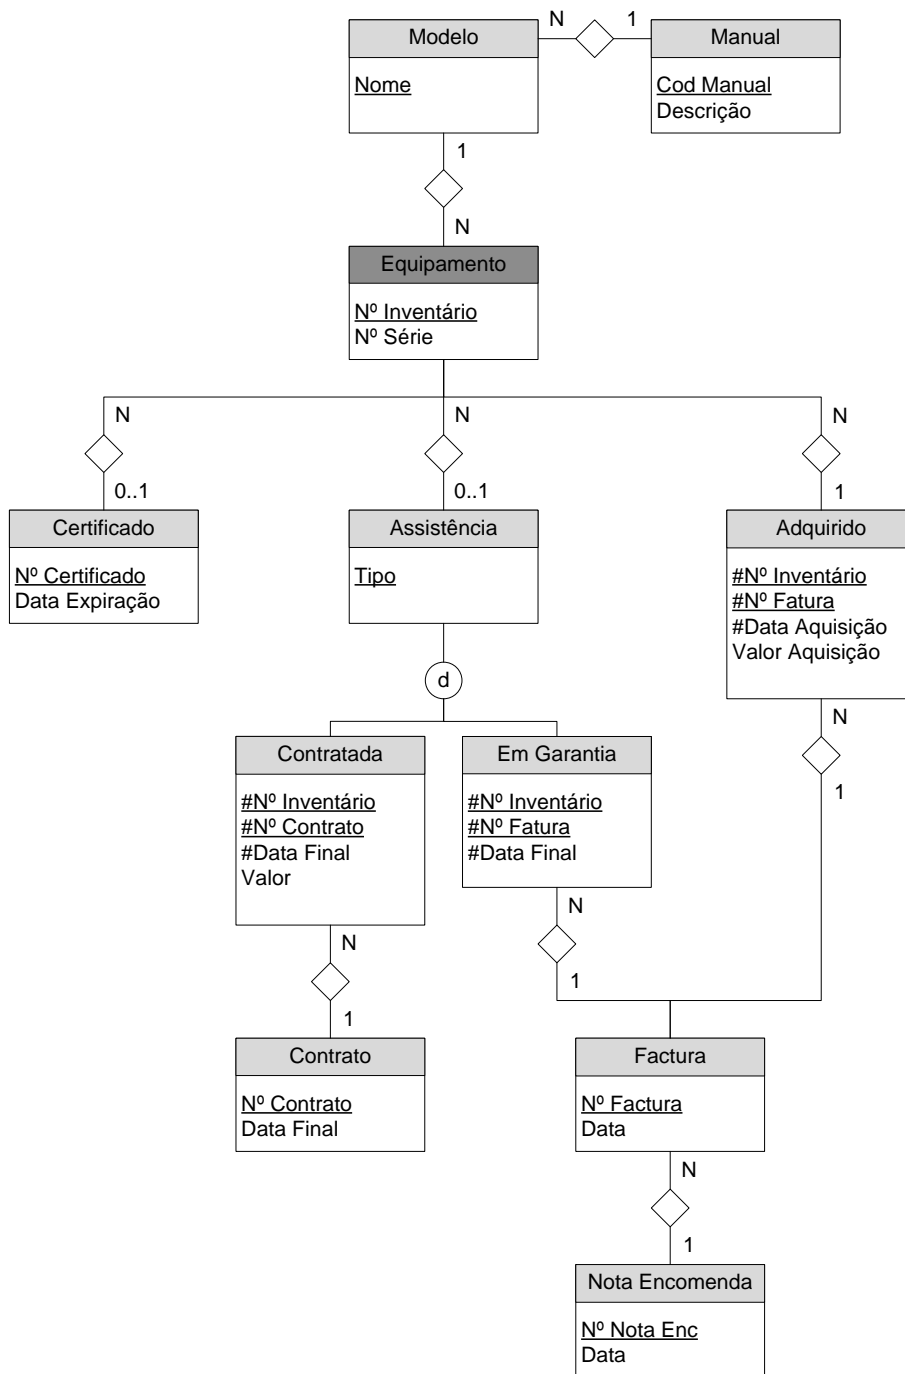 Modelo
N
1
Manual
Nome
Cod Manual
Descrição
1
N
Equipamento
Nº Inventário
Nº Série
N
N
N
0..1
0..1
1
Certificado
Nº Certificado
Data Expiração
Assistência
Tipo
Adquirido
#Nº Inventário
#Nº Fatura
#Data Aquisição
Valor Aquisição
d
N
1
Contratada
#Nº Inventário
#Nº Contrato
#Data Final
Valor
Em Garantia
#Nº Inventário
#Nº Fatura
#Data Final
N
1
N
1
Contrato
Nº Contrato
Data Final
Factura
Nº Factura
Data
N
1
Nota Encomenda
Nº Nota Enc
Data